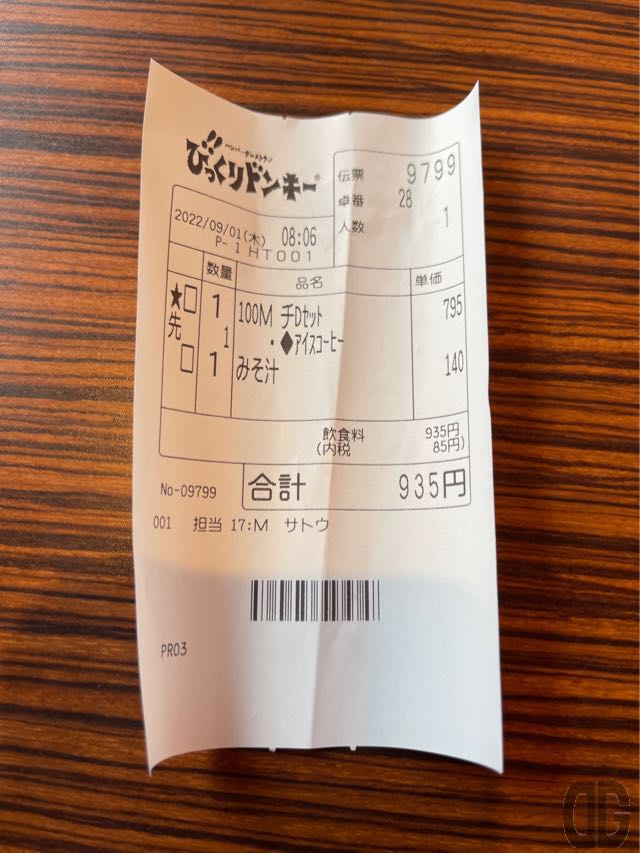 ハンバーグレストラン
びっくりドンキー®
伝票 9799
卓番 28
人数 1
2022/09/01(木) 08:06
P- 1 HT001
数量 品名 単価
★□ 1 100M チDセット 795
先 1 ・◆アイスコーヒー
□ 1 みそ汁 140
飲食料 935円
(内税 85円)
No-09799 合計 935円
001 担当 17:M サトウ
PR03
DG